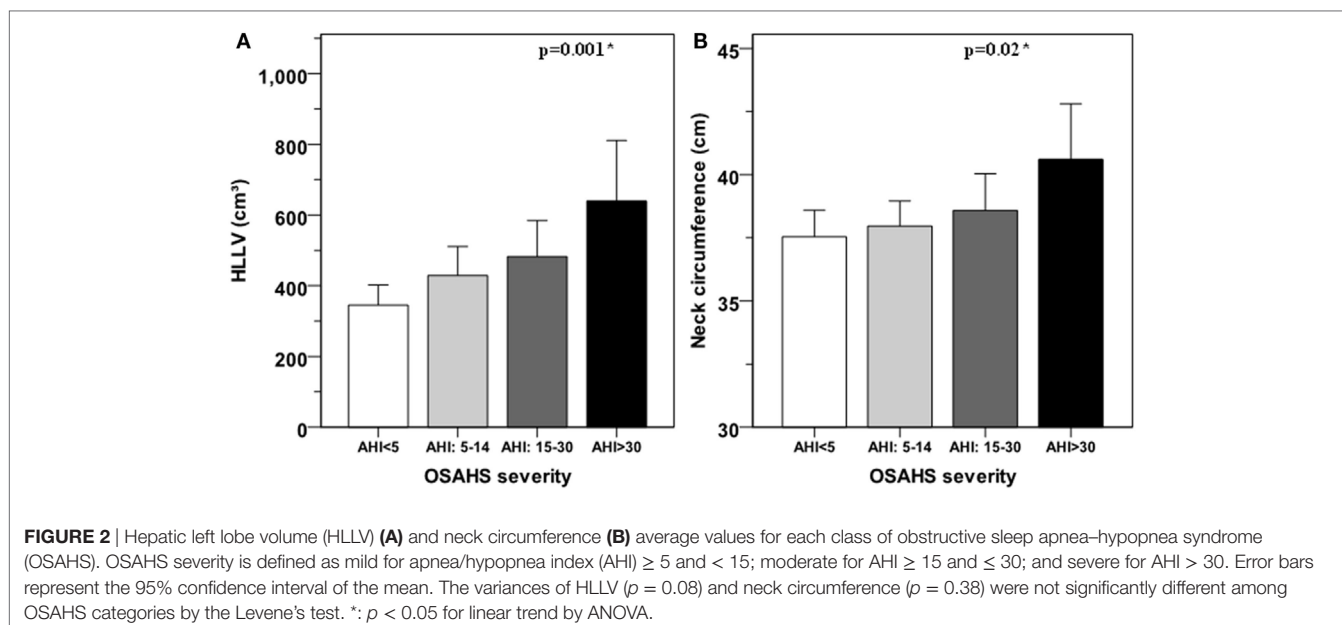 A
p=0.001*
1,000
800
600
400
200
0
HLLV (cm³)
AHI<5 AHI: 5-14 AHI: 15-30 AHI>30
OSAHS severity
B
p=0.02*
45
40
35
30
Neck circumference (cm)
AHI<5 AHI: 5-14 AHI: 15-30 AHI>30
OSAHS severity
FIGURE 2 | Hepatic left lobe volume (HLLV) (A) and neck circumference (B) average values for each class of obstructive sleep apnea–hypopnea syndrome
(OSAHS). OSAHS severity is defined as mild for apnea/hypopnea index (AHI) ≥ 5 and < 15; moderate for AHI ≥ 15 and ≤ 30; and severe for AHI > 30. Error bars
represent the 95% confidence interval of the mean. The variances of HLLV (p = 0.08) and neck circumference (p = 0.38) were not significantly different among
OSAHS categories by the Levene's test. *: p < 0.05 for linear trend by ANOVA.